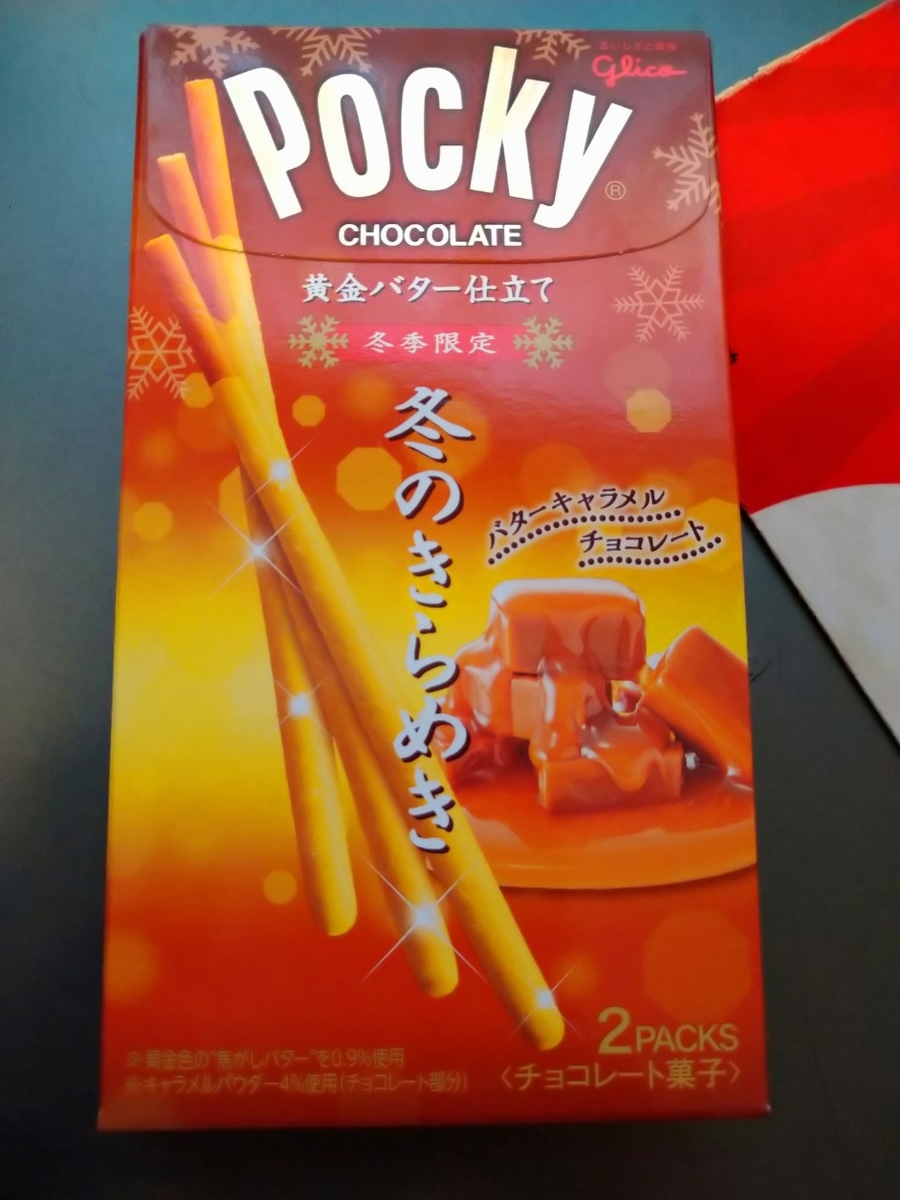 おいしさと健康
Glico
Pocky®
CHOCOLATE
黄金バター仕立て
冬季限定
冬のきらめき
バターキャラメル
チョコレート
2PACKS
〈チョコレート菓子〉
※黄金色の"焦がしバター"を0.9%使用
※キャラメルパウダー4%使用(チョコレート部分)